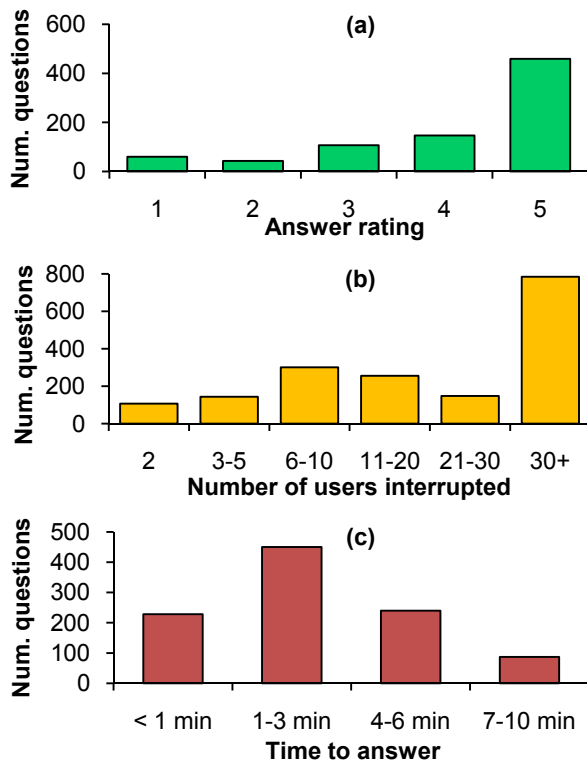 (a)
Num. questions
600
400
200
0
1 2 3 4 5
Answer rating
(b)
Num. questions
800
600
400
200
0
2 3-5 6-10 11-20 21-30 30+
Number of users interrupted
(c)
Num. questions
500
400
300
200
100
0
< 1 min 1-3 min 4-6 min 7-10 min
Time to answer